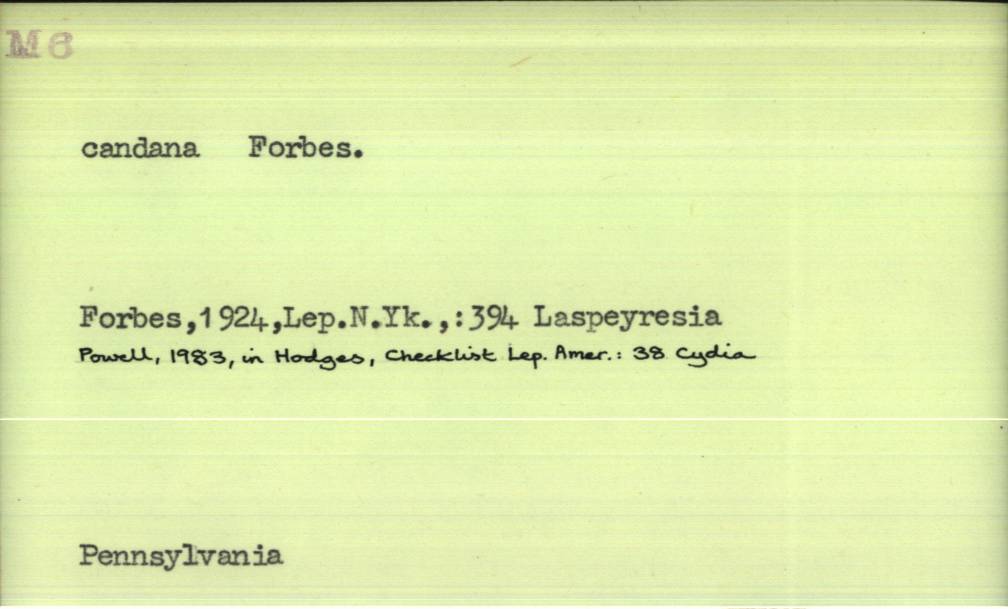 M6
candana Forbes.
Forbes,1924,Lep.N.Yk.,:394 Laspeyresia
Powell, 1983, in Hodges, Checklist Lep. Amer.: 38 Cydia
Pennsylvania